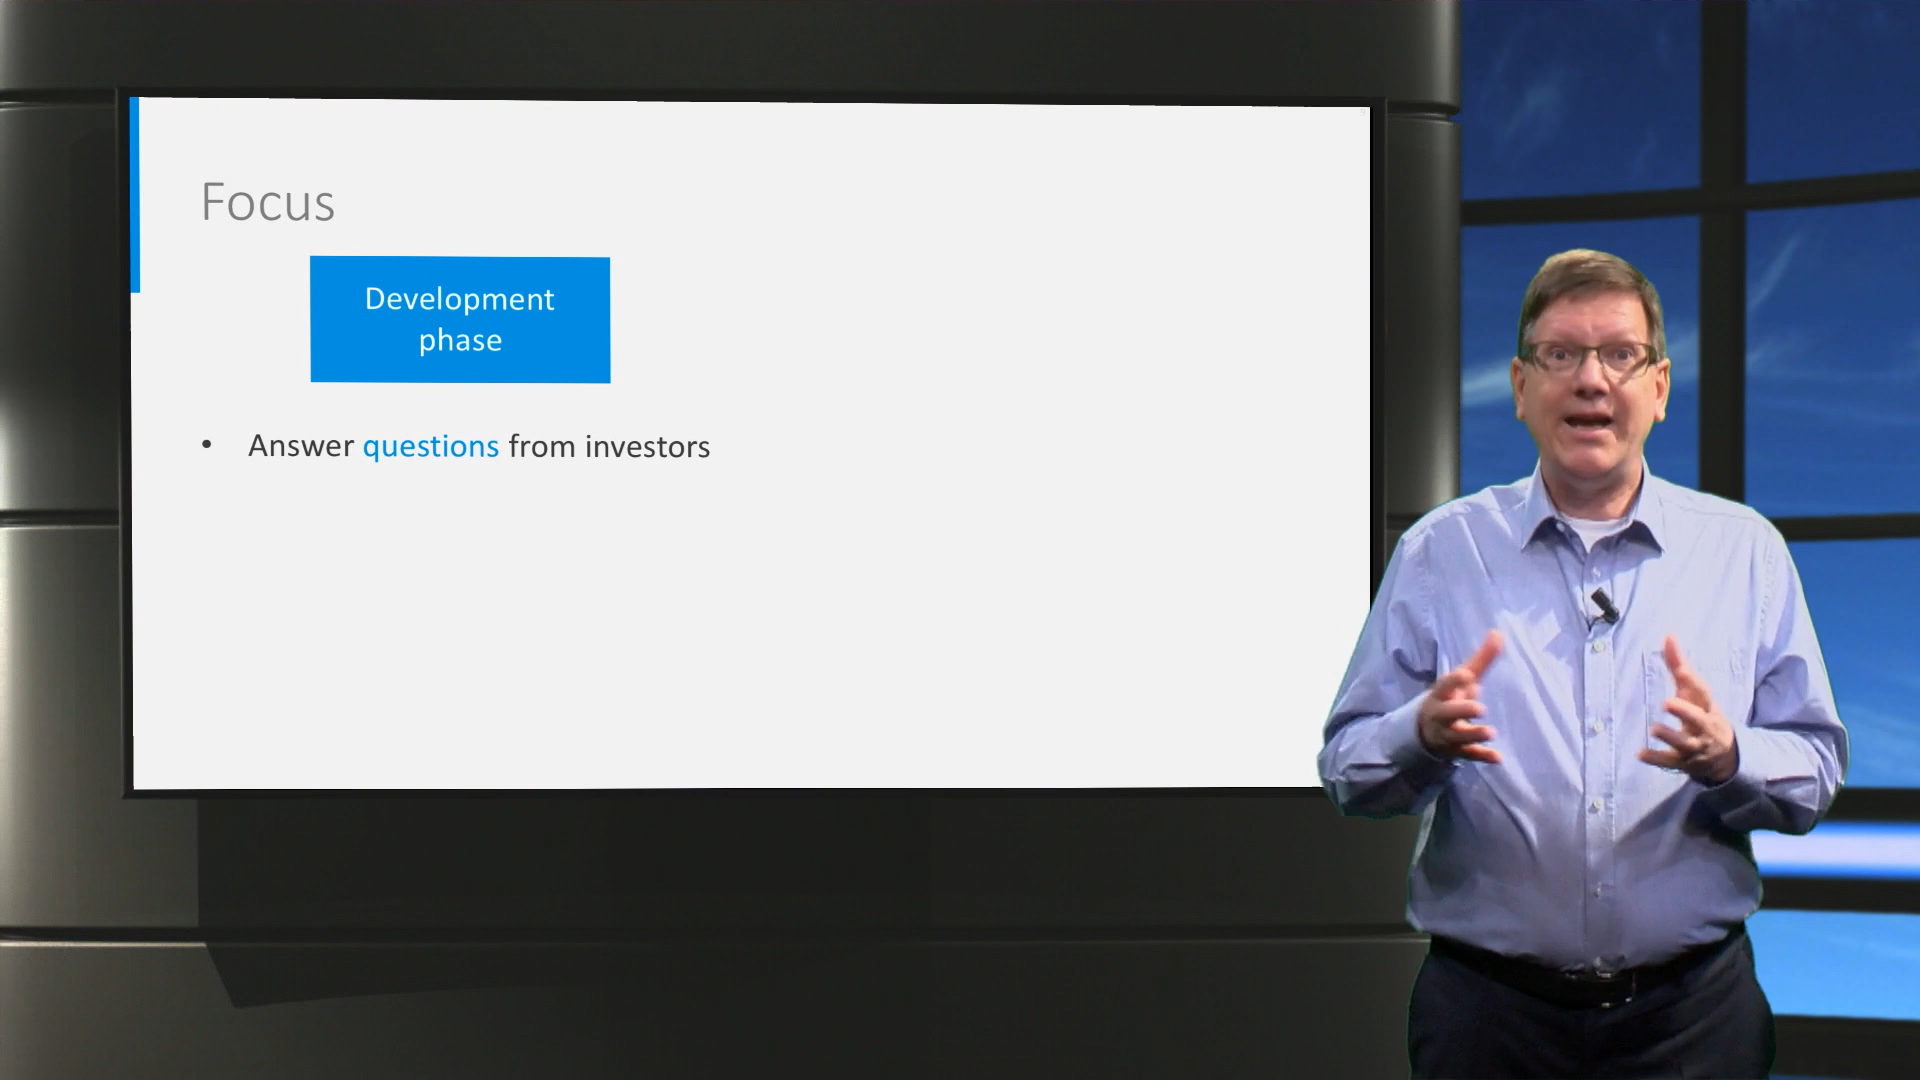 Focus
Development
phase
• Answer questions from investors